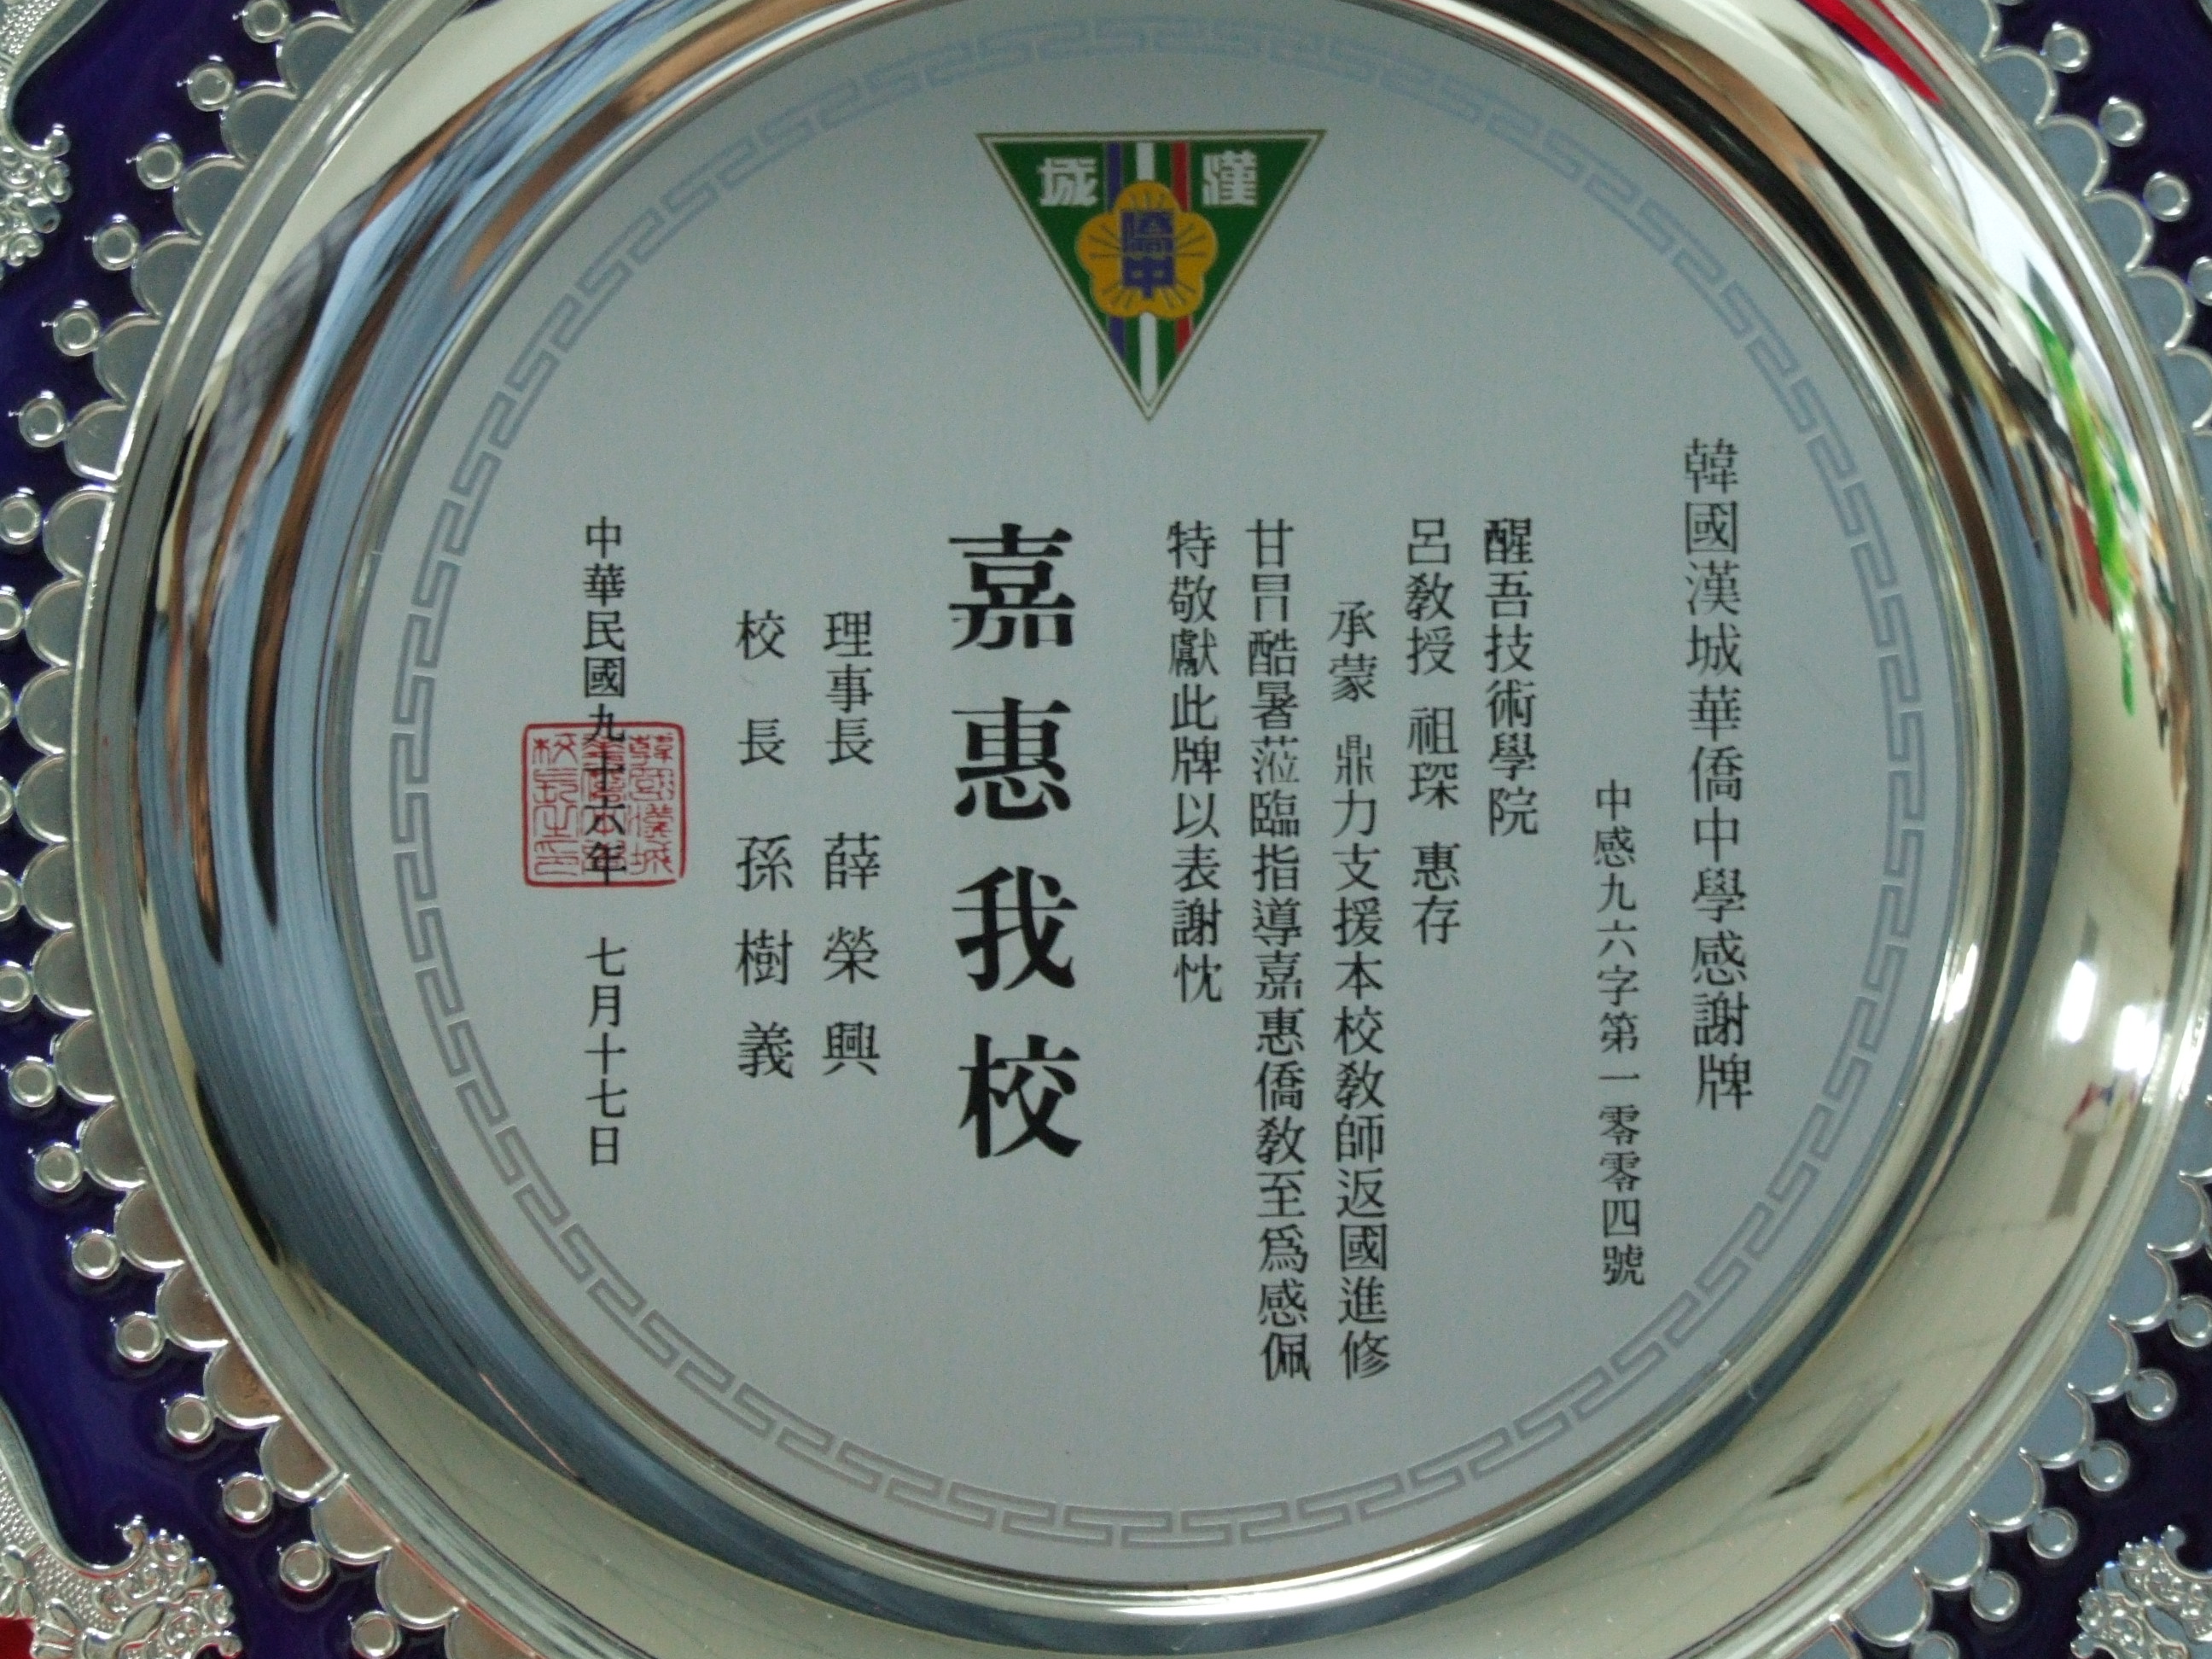 漢城
僑中
韓國漢城華僑中學感謝牌
中感九六字第一零零四號
醒吾技術學院
呂教授 祖琛 惠存
承蒙 鼎力支援本校教師返國進修
甘冒酷暑蒞臨指導嘉惠僑教至爲感佩
特敬獻此牌以表謝忱
嘉惠我校
理事長 薛榮興
校長 孫樹義
中華民國九十六年 七月十七日